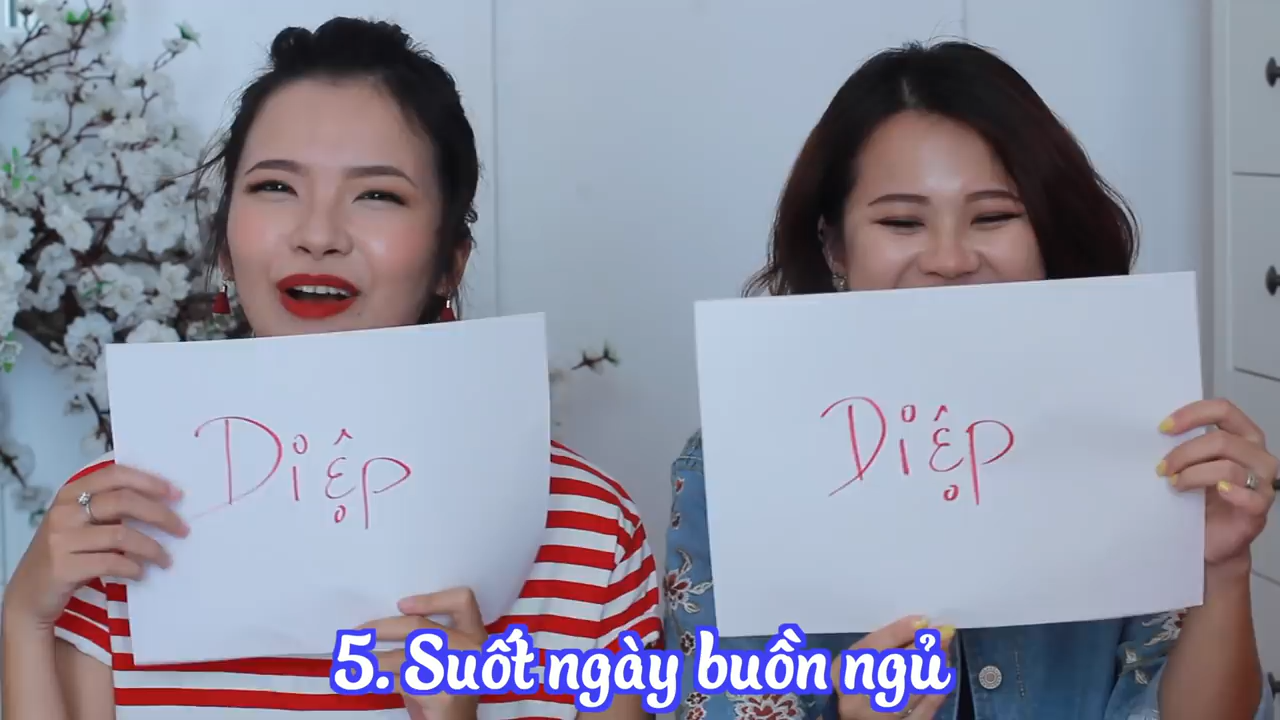 Diệp
Diệp
5. Suốt ngày buồn ngủ